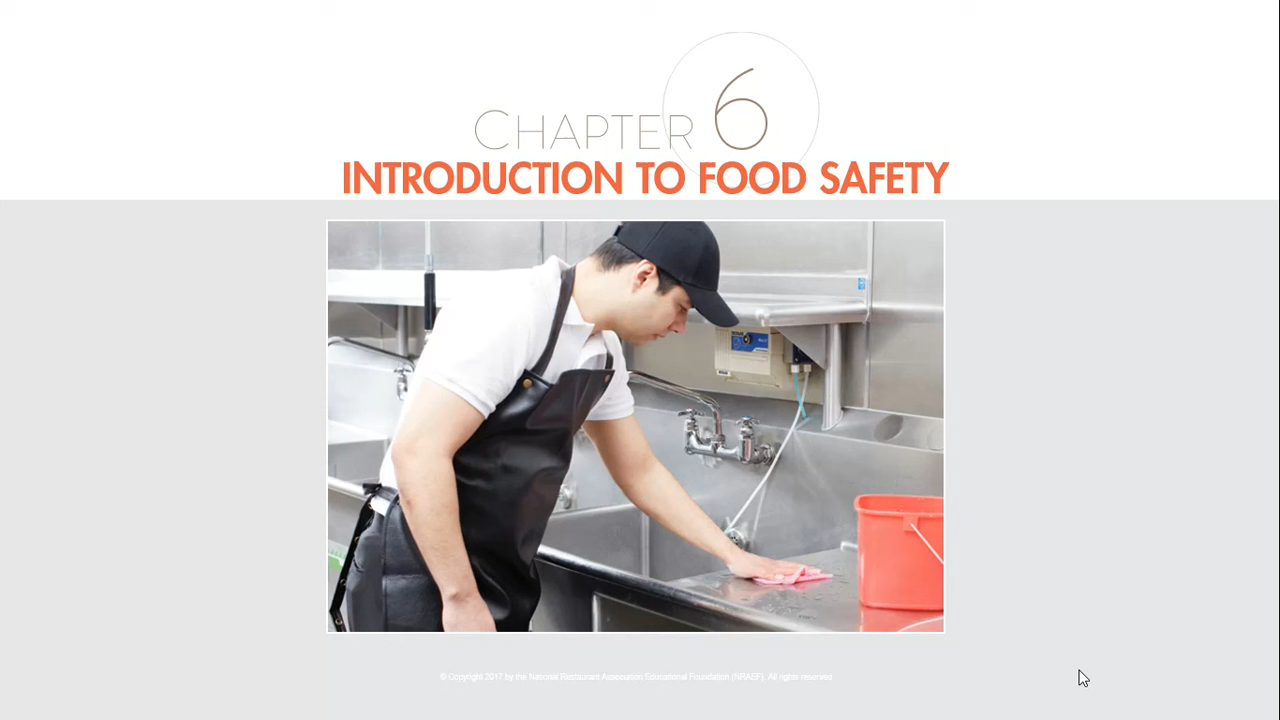 CHAPTER 6
INTRODUCTION TO FOOD SAFETY
© Copyright 2017 by the National Restaurant Association Educational Foundation (NRAEF), All rights reserved